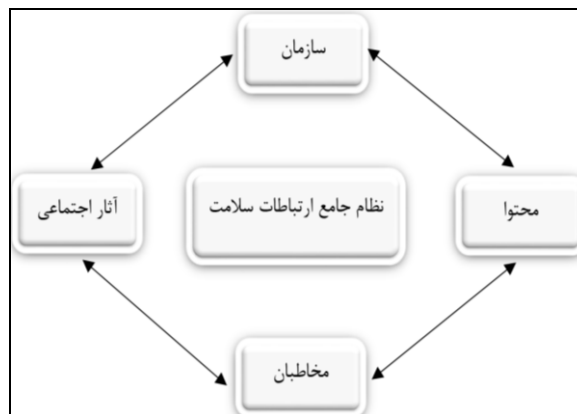 سازمان
آثار اجتماعی
نظام جامع ارتباطات سلامت
محتوا
مخاطبان